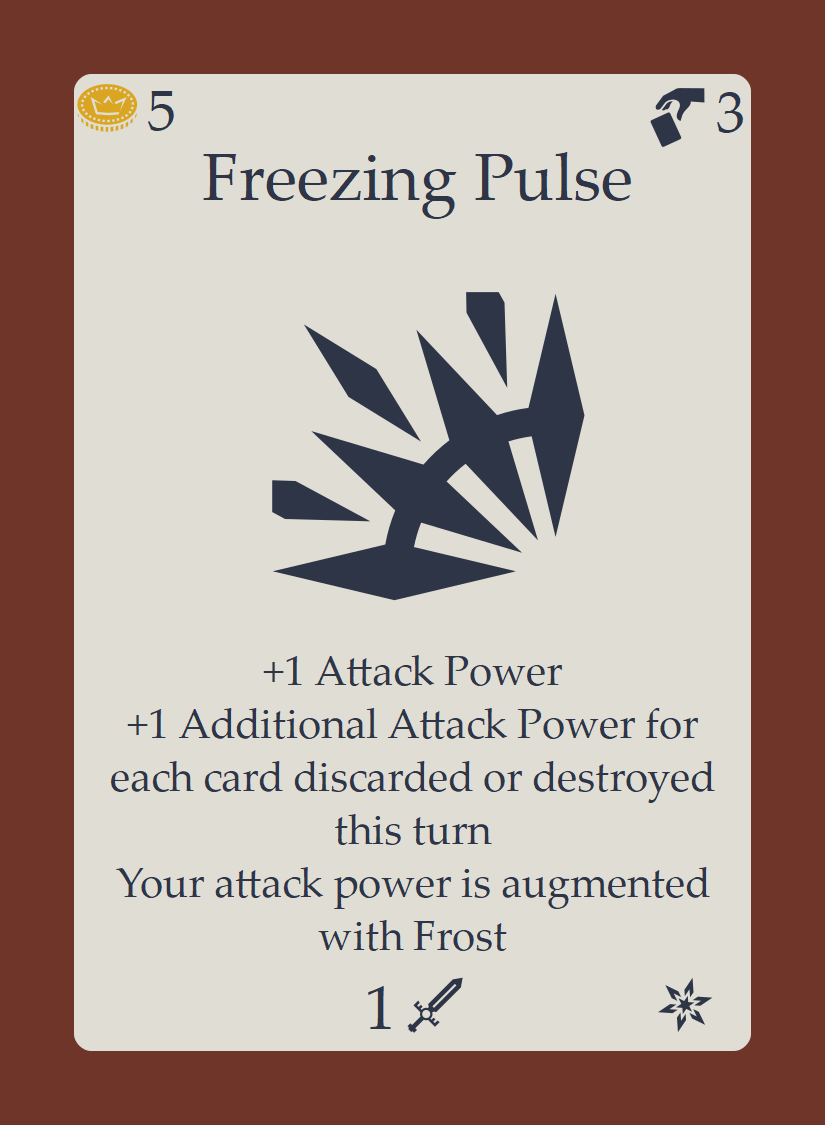 5
3
Freezing Pulse
+1 Attack Power
+1 Additional Attack Power for
each card discarded or destroyed
this turn
Your attack power is augmented
with Frost
1